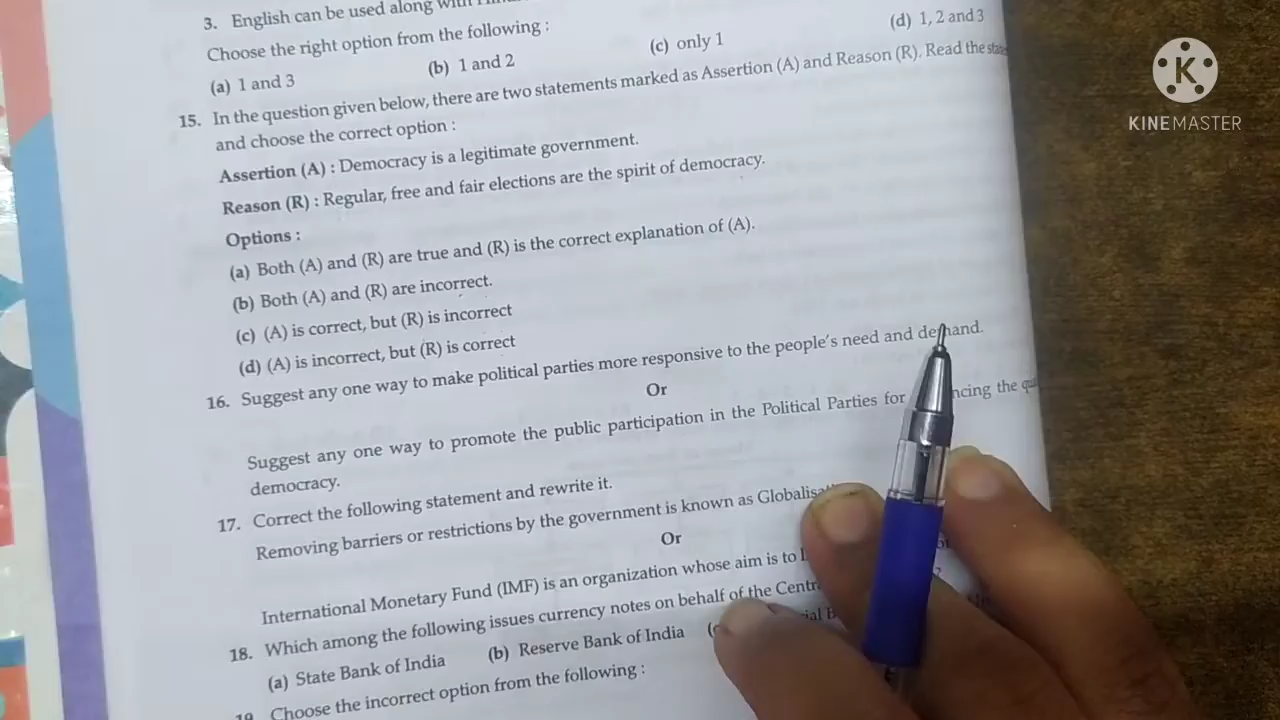 3. English can be used along with
Choose the right option from the following :
(a) 1 and 3 (b) 1 and 2 (c) only 1 (d) 1, 2 and 3
15. In the question given below, there are two statements marked as Assertion (A) and Reason (R). Read the
and choose the correct option :
Assertion (A) : Democracy is a legitimate government.
Reason (R) : Regular, free and fair elections are the spirit of democracy.
Options :
(a) Both (A) and (R) are true and (R) is the correct explanation of (A).
(b) Both (A) and (R) are incorrect.
(c) (A) is correct, but (R) is incorrect
(d) (A) is incorrect, but (R) is correct
16. Suggest any one way to make political parties more responsive to the people's need and demand.
Or
Suggest any one way to promote the public participation in the Political Parties for the
democracy.
17. Correct the following statement and rewrite it.
Removing barriers or restrictions by the government is known as
Or
International Monetary Fund (IMF) is an organization whose aim is to
18. Which among the following issues currency notes on behalf of the
(a) State Bank of India (b) Reserve Bank of India
19. Choose the incorrect option from the following :
K
KINEMASTER